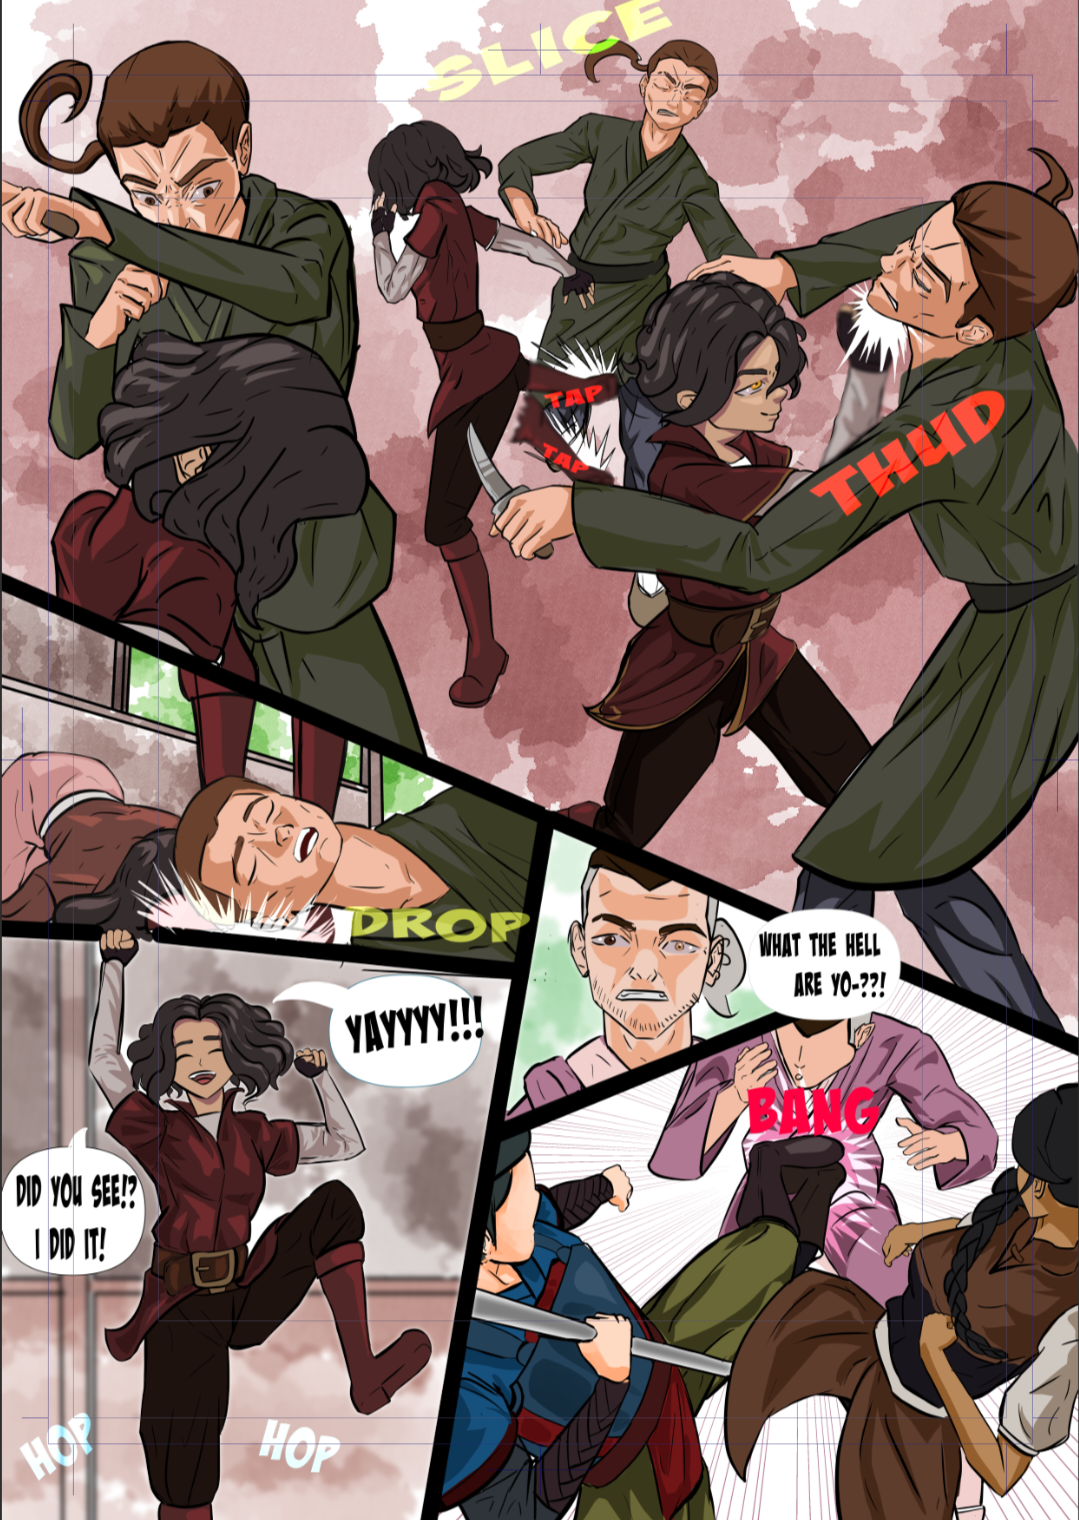 SLICE
TAP
TAP
THUD
DROP
WHAT THE HELL
ARE YO-??!
YAYYYY!!!
BANG
DID YOU SEE!?
I DID IT!
HOP
HOP